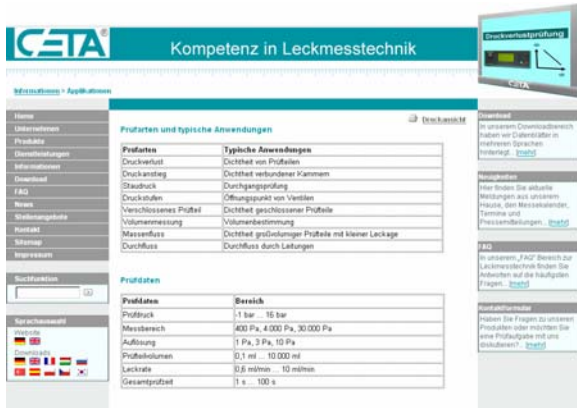 CETA®
Kompetenz in Leckmesstechnik
Druckverlustprüfung
CETA
Informationen > Applikationen
Home
Unternehmen
Produkte
Dienstleistungen
Informationen
Download
FAQ
News
Stellenangebote
Kontakt
Sitemap
Impressum
Suchfunktion
Sprachauswahl
Website
Downloads
Druckansicht
Prüfarten und typische Anwendungen
Prüfarten Typische Anwendungen
Druckverlust Dichtheit von Prüfteilen
Druckanstieg Dichtheit verbundener Kammern
Staudruck Durchgangsprüfung
Druckstufen Öffnungspunkt von Ventilen
Verschlossenes Prüfteil Dichtheit geschlossener Prüfteile
Volumenmessung Volumenbestimmung
Massenfluss Dichtheit großvolumiger Prüfteile mit kleiner Leckage
Durchfluss Durchfluss durch Leitungen
Prüfdaten
Prüfdaten Bereich
Prüfdruck -1 bar ... 16 bar
Messbereich 400 Pa, 4.000 Pa, 30.000 Pa
Auflösung 1 Pa, 3 Pa, 10 Pa
Prüfteilvolumen 0,1 ml ... 10.000 ml
Leckrate 0,6 ml/min ... 10 ml/min
Gesamtprüfzeit 1 s ... 100 s
Download
In unserem Downloadbereich
haben wir Datenblätter in
mehreren Sprachen
hinterlegt... [mehr]
Neuigkeiten
Hier finden Sie aktuelle
Meldungen aus unserem
Hause, den Messekalender,
Termine und
Pressemitteilungen... [mehr]
FAQ
In unserem „FAQ" Bereich zur
Leckmesstechnik finden Sie
Antworten auf die häufigsten
Fragen... [mehr]
Kontaktformular
Haben Sie Fragen zu unseren
Produkten oder möchten Sie
eine Prüfaufgabe mit uns
diskutieren?... [mehr]